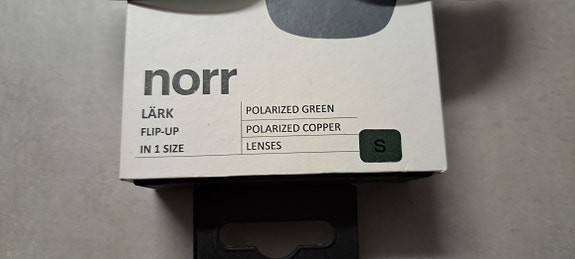 norr
LÄRK
FLIP-UP
IN 1 SIZE
POLARIZED GREEN
POLARIZED COPPER
LENSES
S